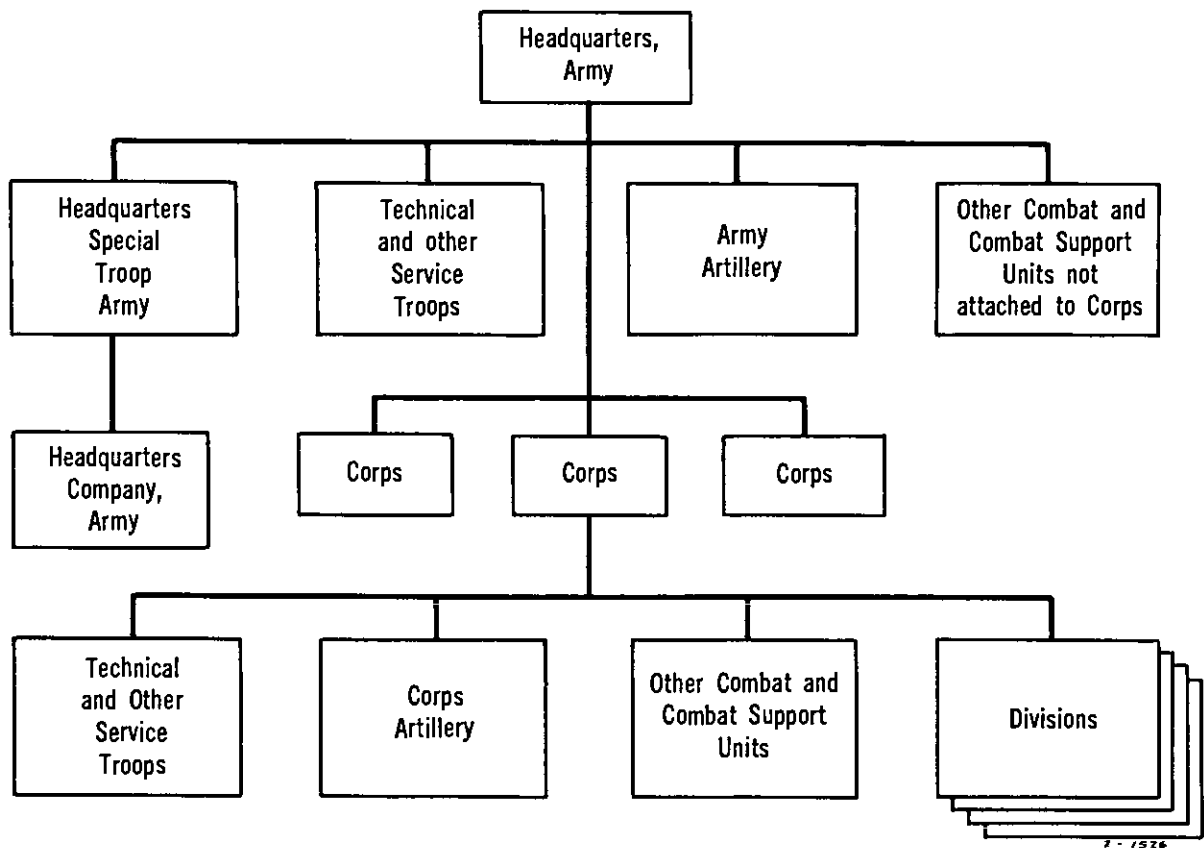 Headquarters,
Army
Headquarters
Special
Troop
Army
Technical
and other
Service
Troops
Army
Artillery
Other Combat and
Combat Support
Units not
attached to Corps
Headquarters
Company,
Army
Corps
Corps
Corps
Technical
and Other
Service
Troops
Corps
Artillery
Other Combat and
Combat Support
Units
Divisions